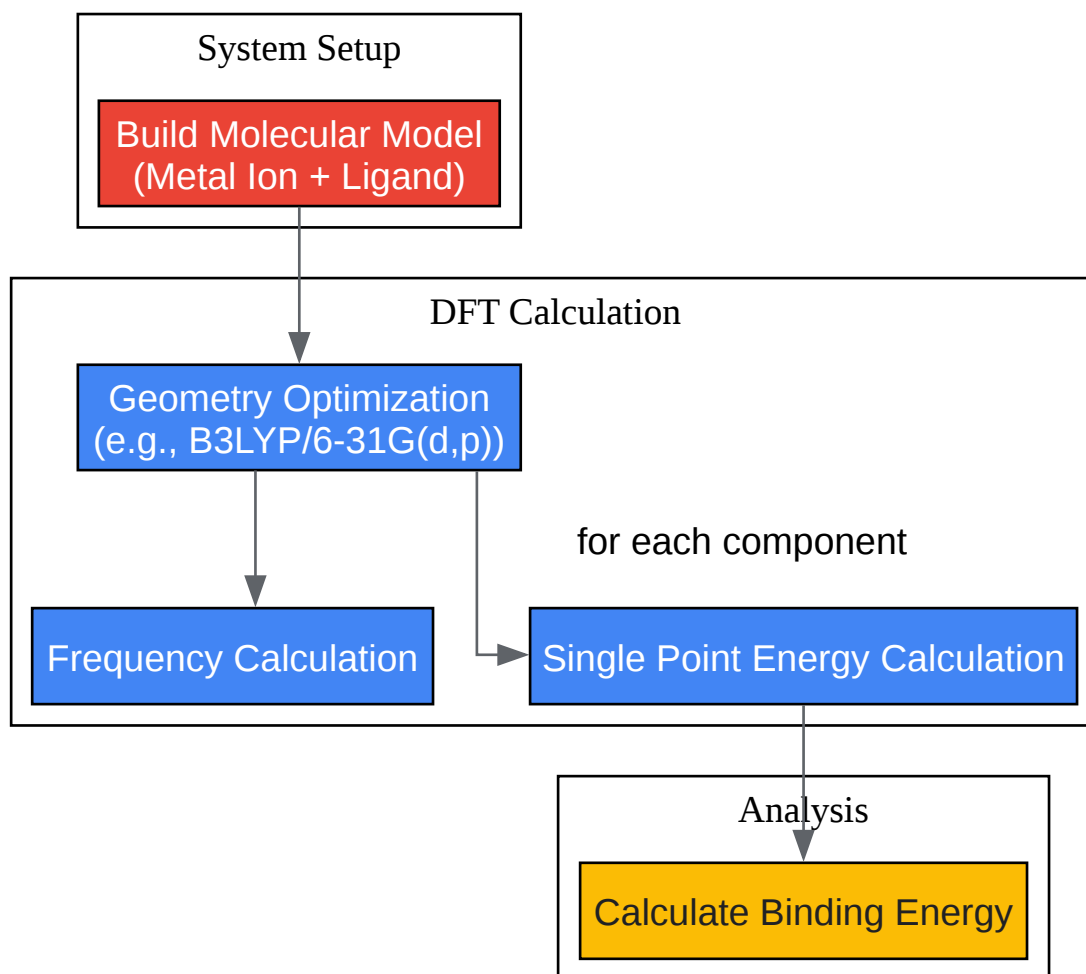 System Setup
Build Molecular Model
(Metal Ion + Ligand)
DFT Calculation
Geometry Optimization
(e.g., B3LYP/6-31G(d,p))
for each component
Frequency Calculation
Single Point Energy Calculation
Analysis
Calculate Binding Energy